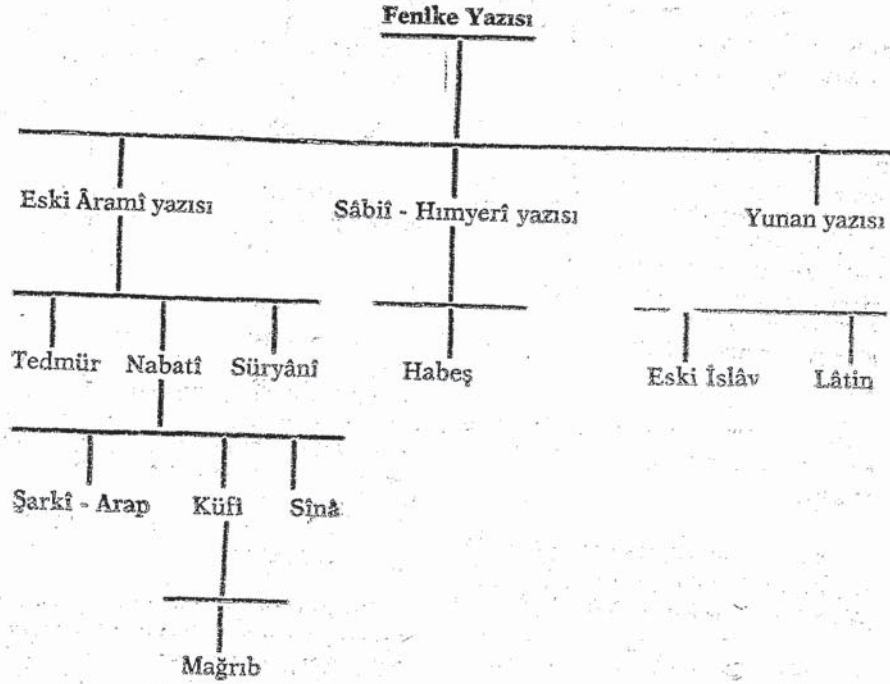 Fenike Yazısı
Eski Âramî yazısı Sâbiî - Hımyerî yazısı Yunan yazısı
Tedmür Nabatî Süryânî Habeş Eski İslâv Lâtin
Şarkî - Arap Kûfi Sînâ
Mağrıb